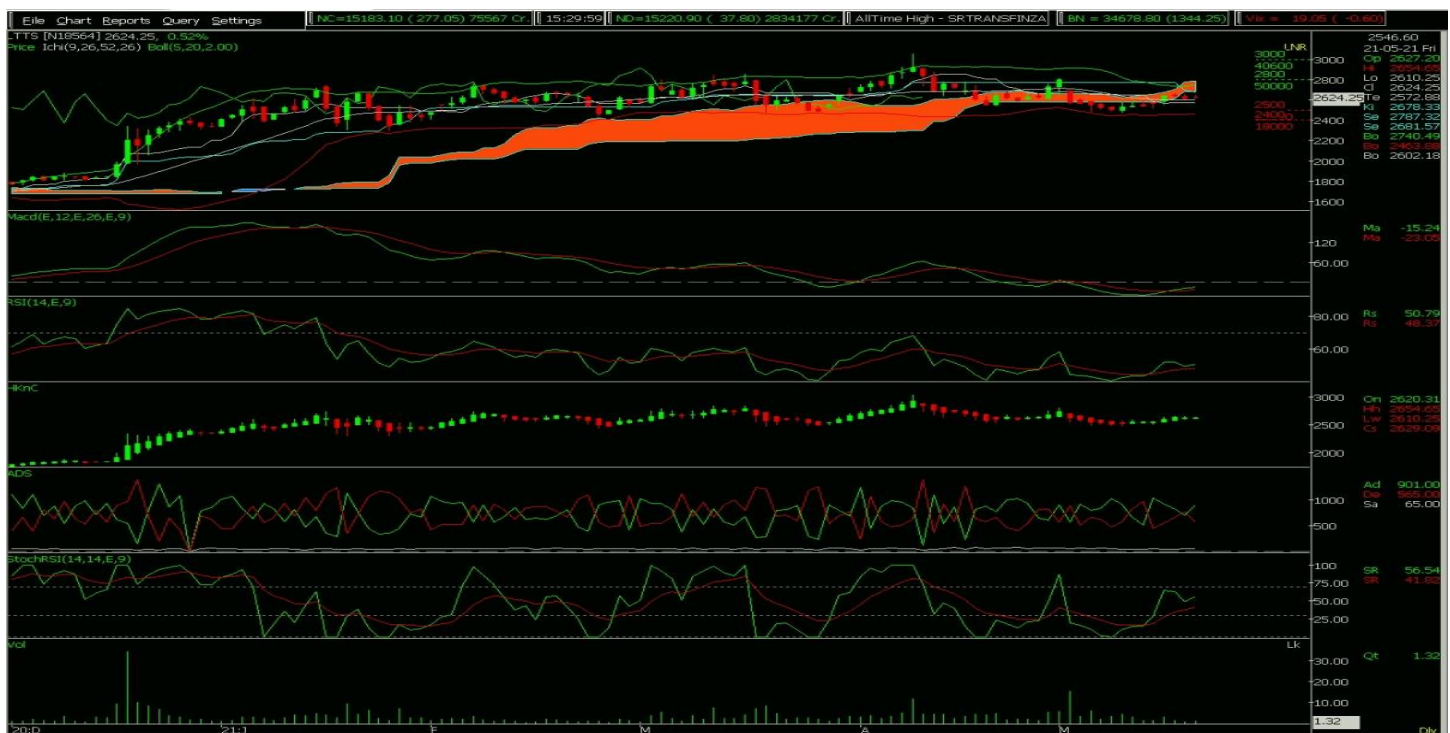 File Chart Reports Query Settings NC=15183.10 ( 277.05) 75567 Cr. 15:29:59 ND=15220.90 ( 37.80) 2834177 Cr. AllTime High - SRTRANSFINZA BN = 34678.80 (1344.25) Vix = 19.05 ( -0.60)
LTTS [N18564] 2624.25, 0.52%
Price Ichi(9,26,52,26) Boll(5,20,2.00)
LNR
3000
40600
2800
50000
2500
2400
18000
3000
2800
2624.25
2400
2200
2000
1800
1600
2546.60
21-05-21 Fri
Op 2627.20
Hi 2654.65
Lo 2610.25
Cl 2624.25
Te 2572.88
Ki 2678.33
Se 2787.32
Se 2681.57
Bo 2740.49
Bo 2463.88
Bo 2602.18
Macd(E,12,E,26,E,9)
120
60.00
Ma -15.24
Ma -23.05
RSI(14,E,9)
80.00
60.00
Rs 50.79
Rs 48.37
HKnC
3000
2500
2000
On 2620.31
Hh 2654.65
Lw 2610.25
Cs 2629.09
ADS
1000
500
Ad 901.00
De 565.00
Sa 65.00
StochRSI(14,14,E,9)
100
75.00
50.00
25.00
SR 56.54
SR 41.82
Vol
Lk
30.00
20.00
10.00
1.32
Qt 1.32
20:D 21:J F M A M Dly